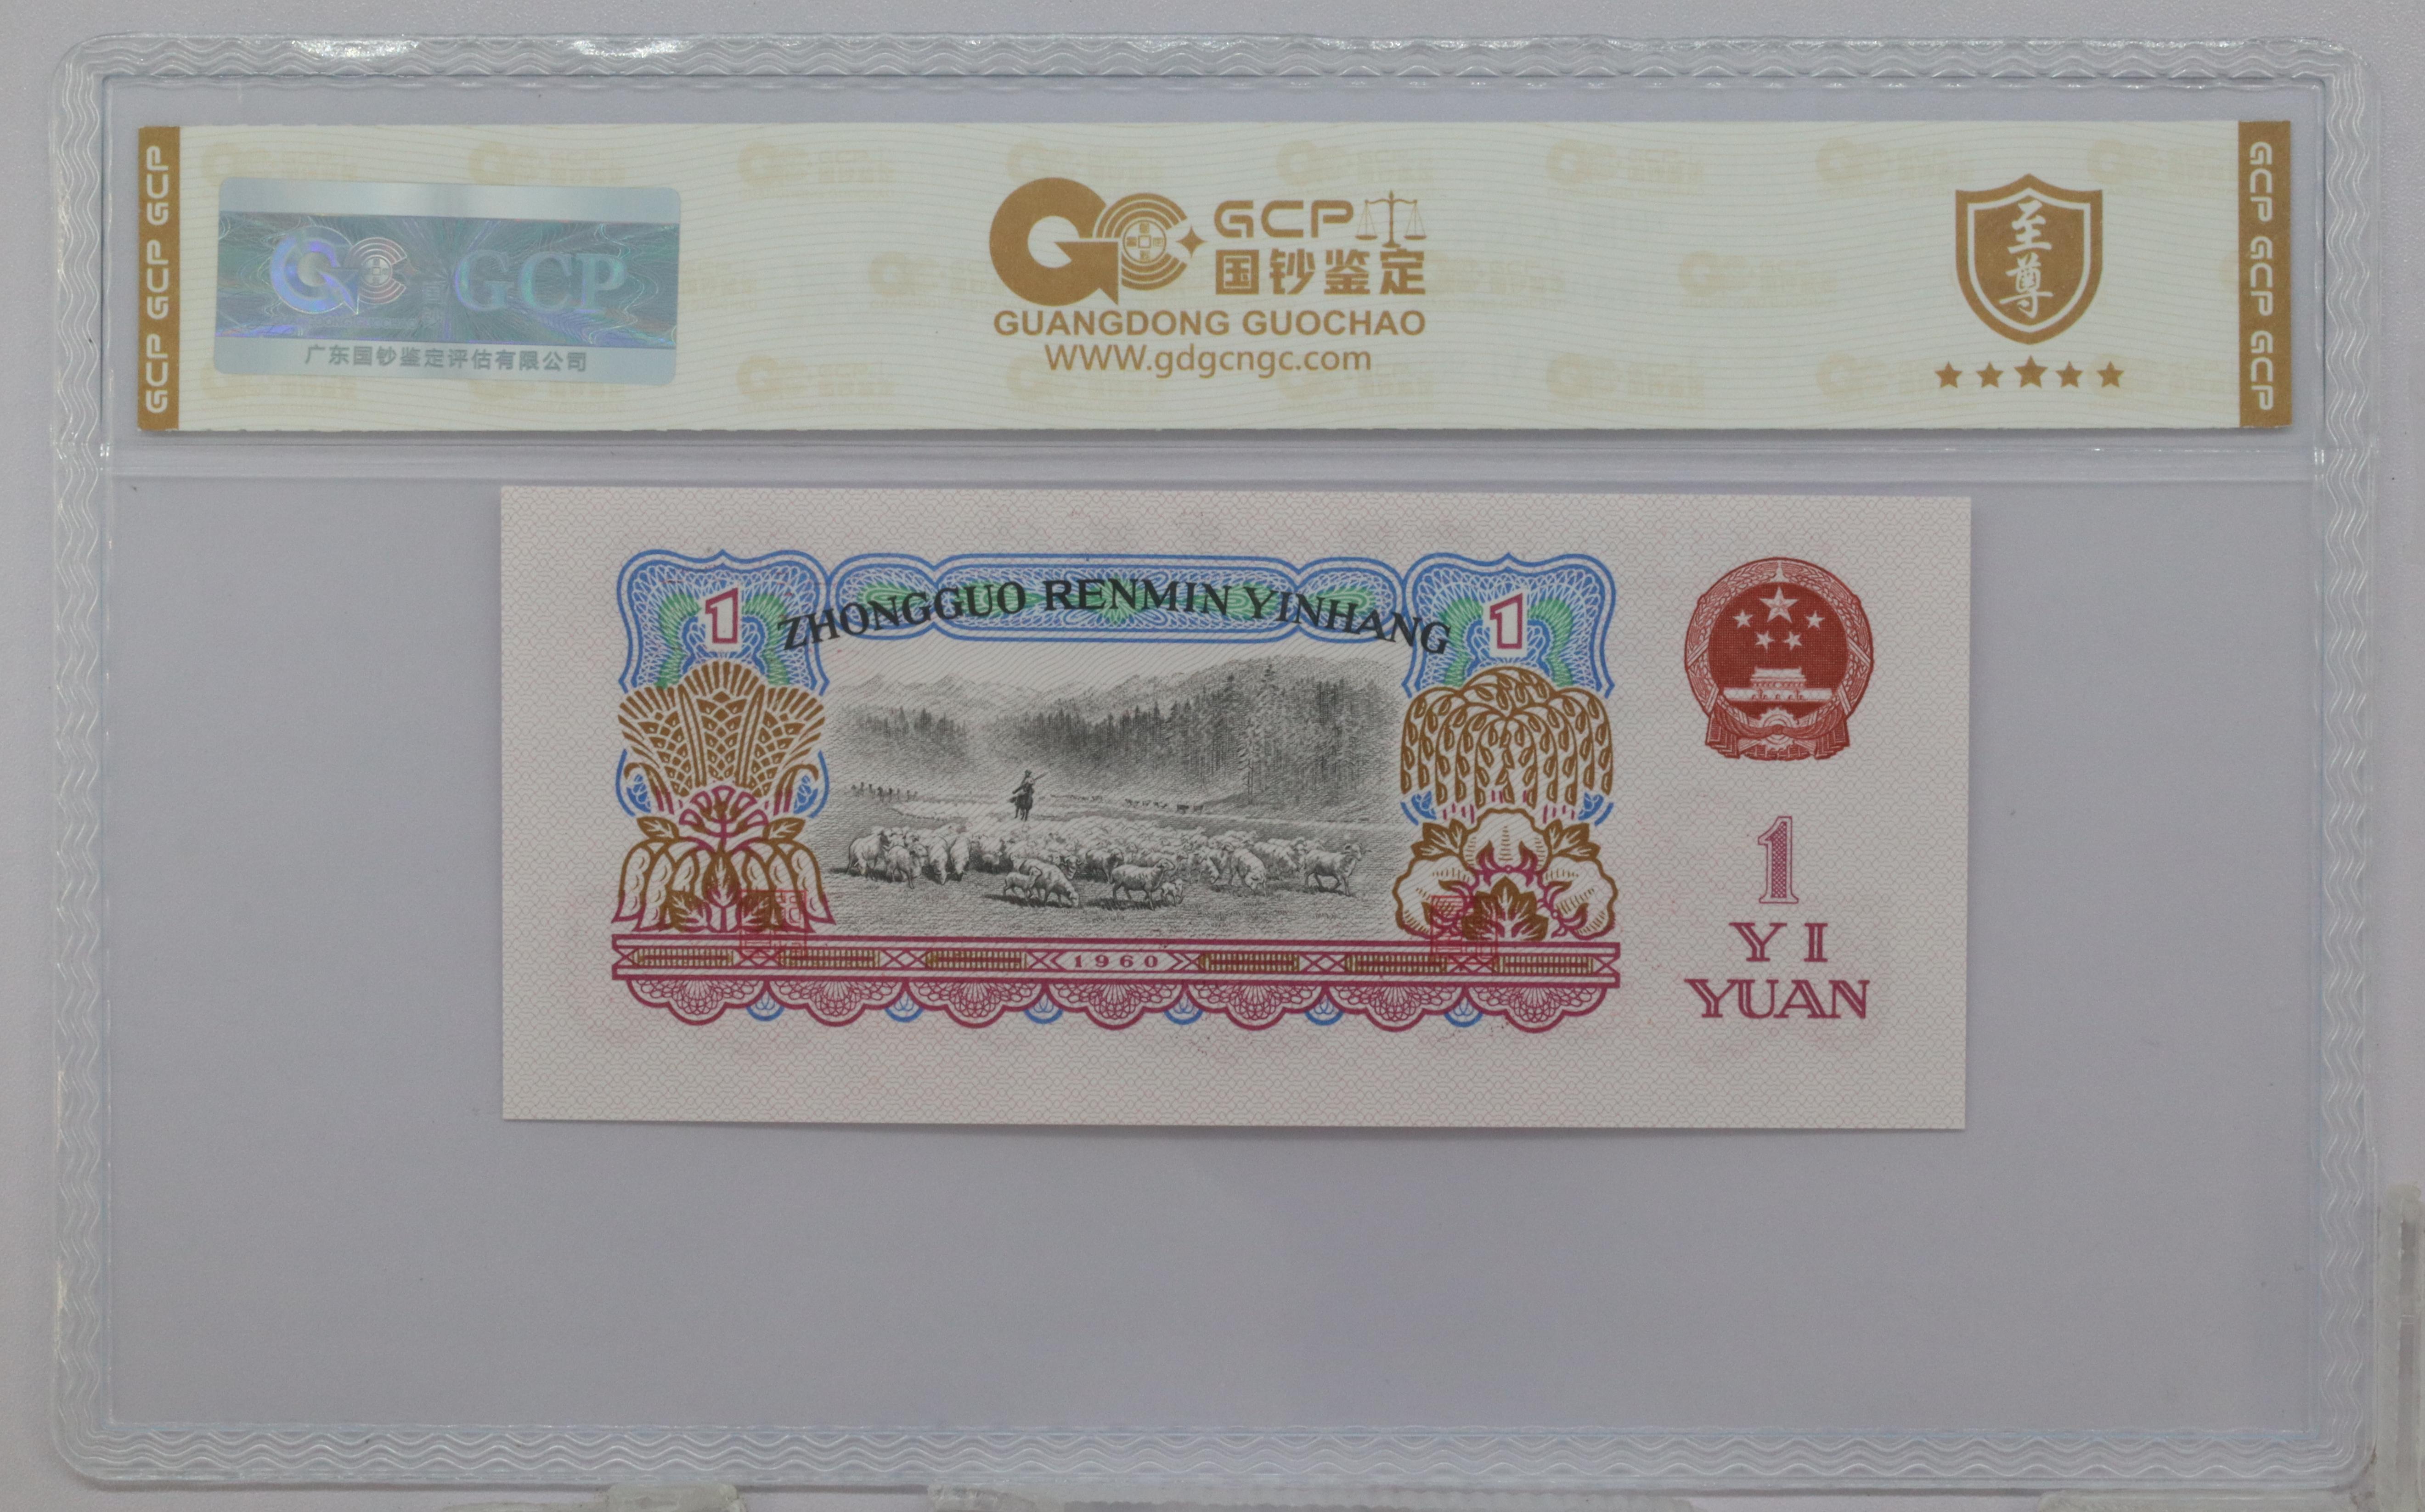 GCP GCP GCP
GCP
广东国钞鉴定评估有限公司
GCP
国钞鉴定
GUANGDONG GUOCHAO
WWW.gdgcngc.com
至尊
GCP GCP GCP
1
ZHONGGUO RENMIN YINHANG
1
1960
1
YI
YUAN